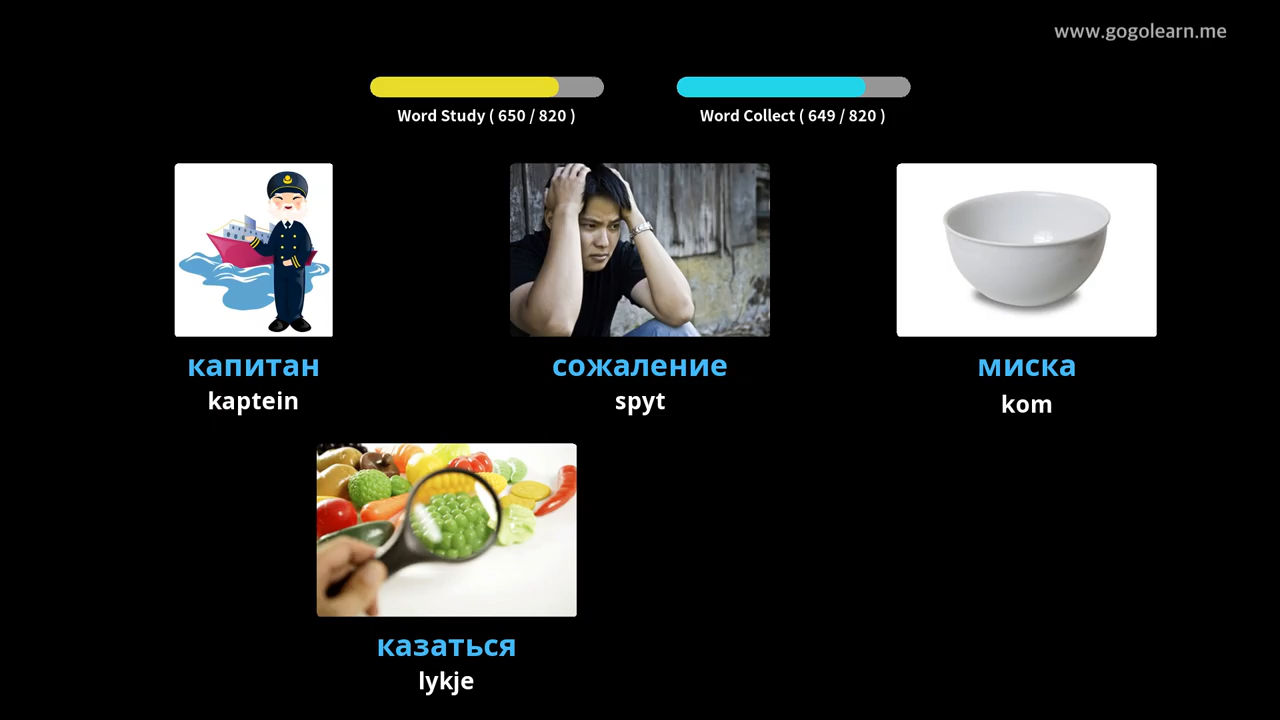 www.gogolearn.me
Word Study ( 650 / 820 )
Word Collect ( 649 / 820 )
капитан
kaptein
сожаление
spyt
миска
kom
казаться
lykje